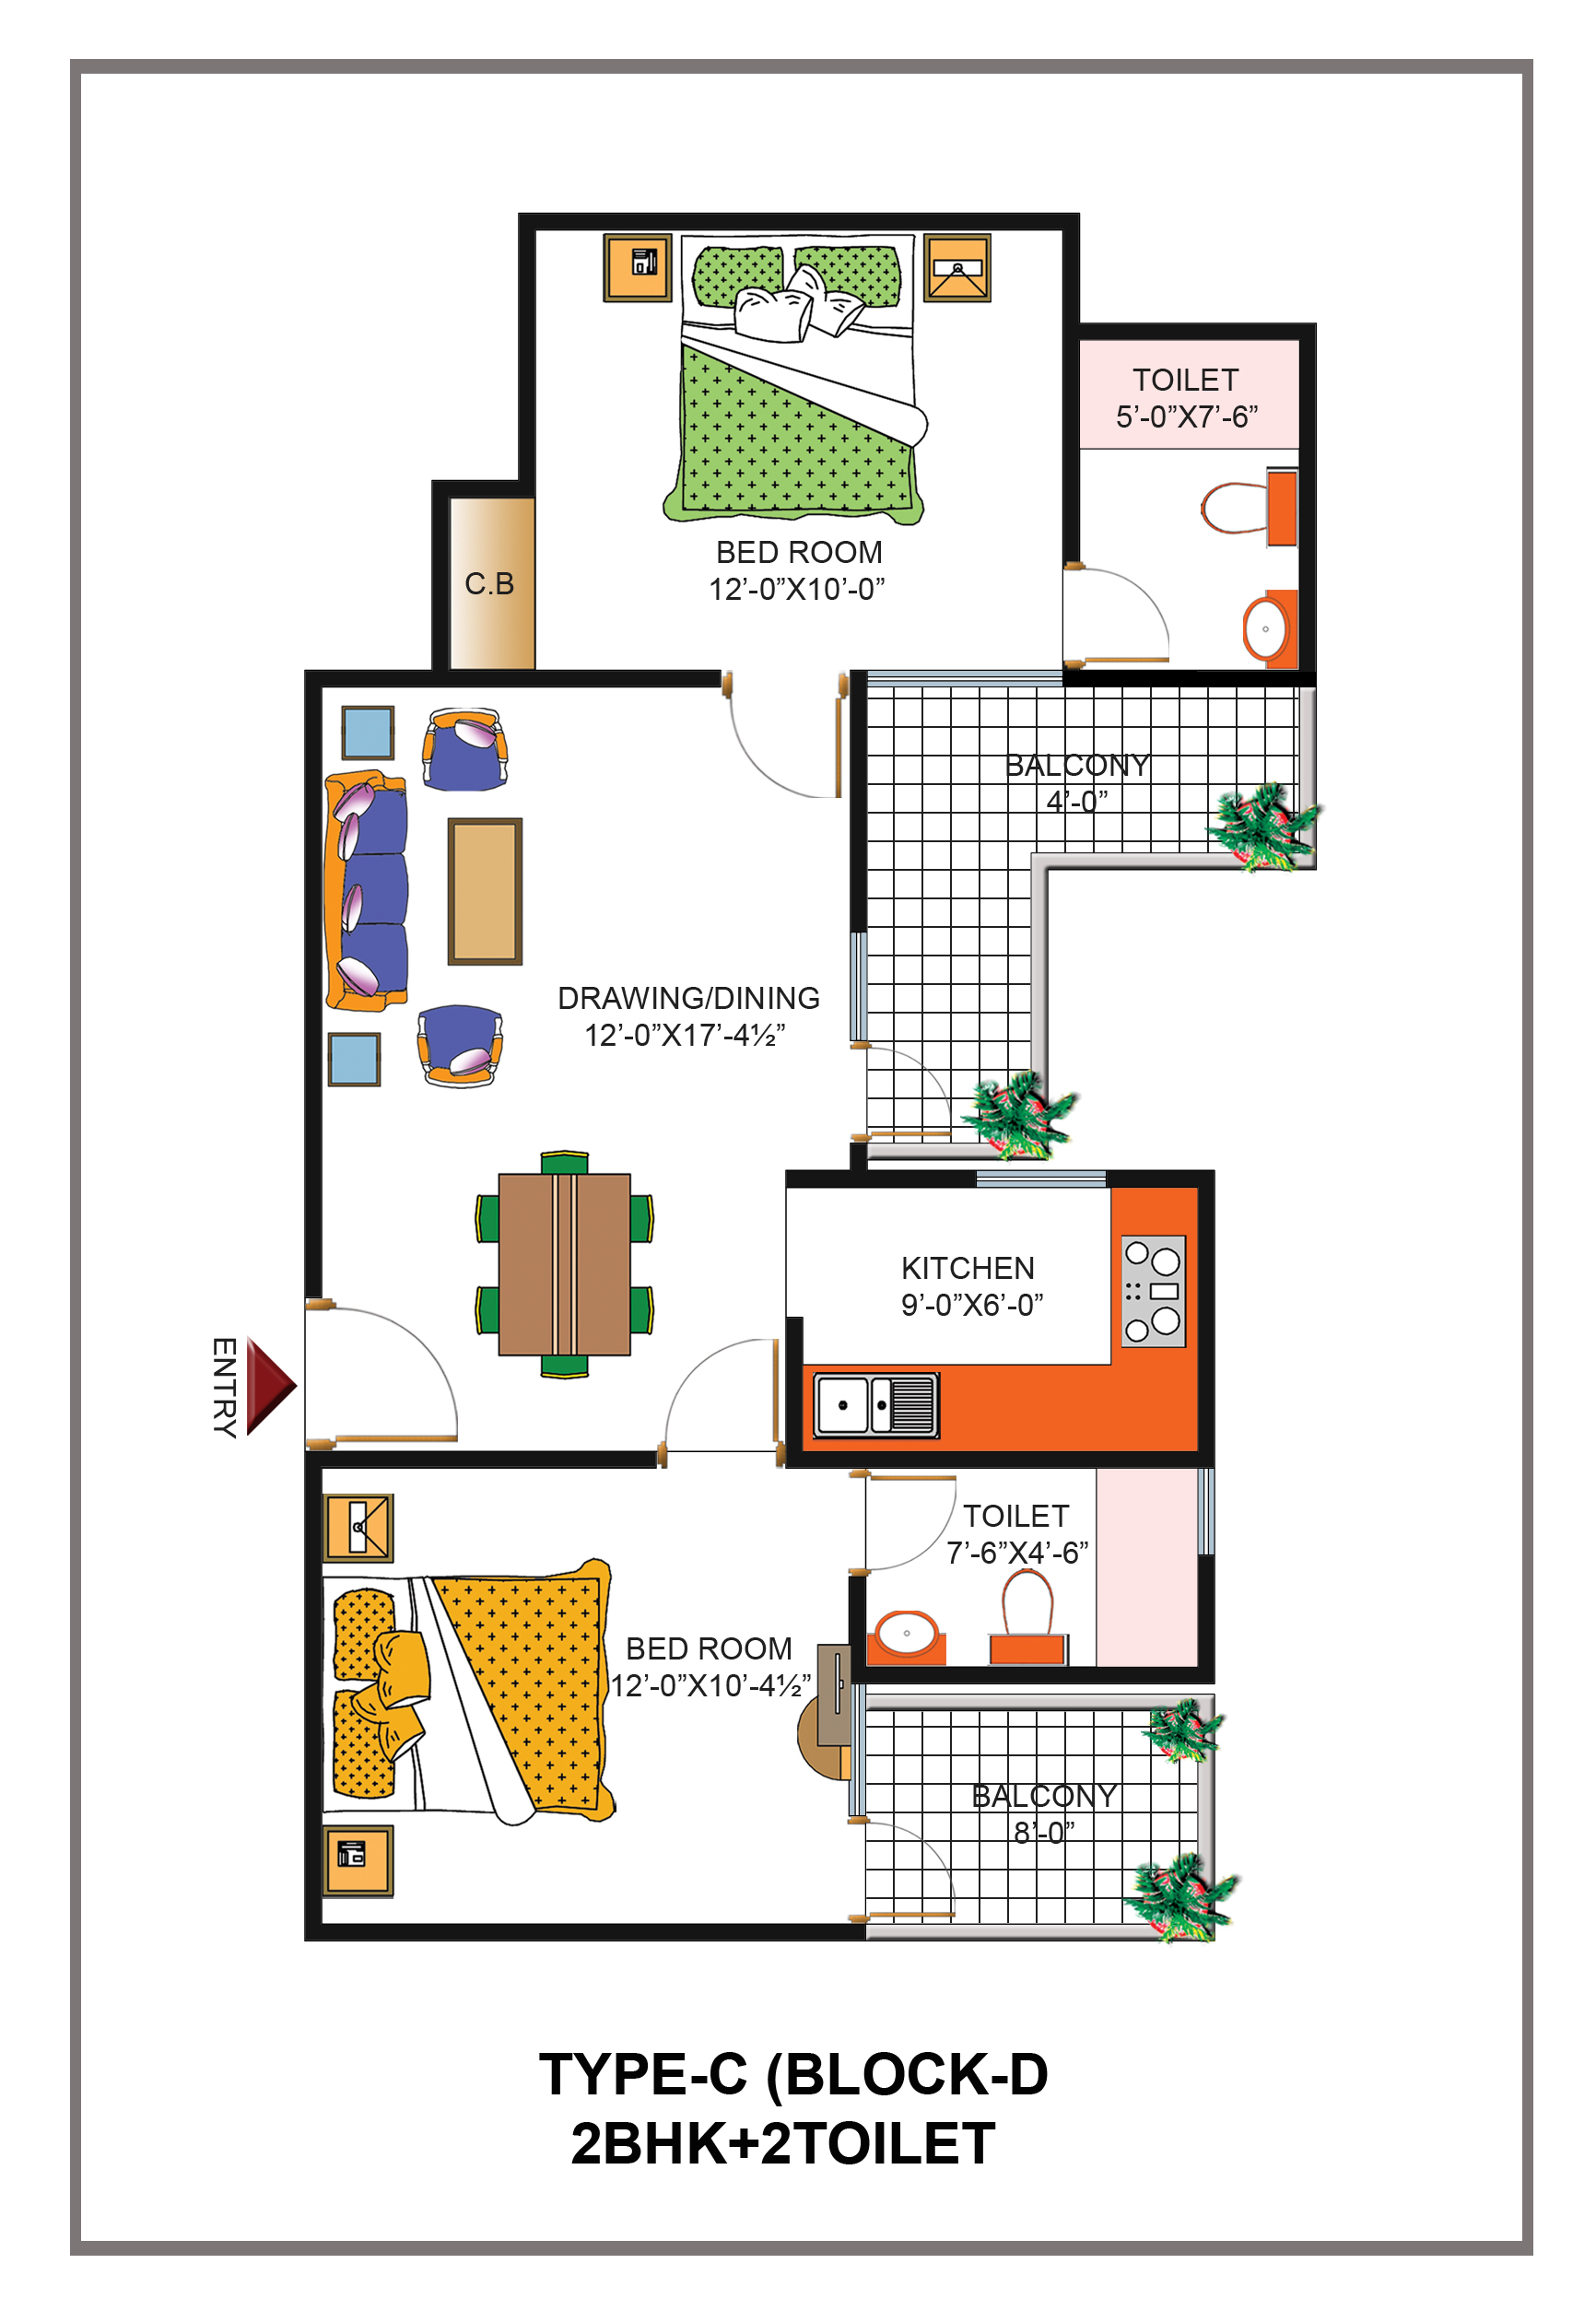 TOILET
5’-0”X7’-6”
BED ROOM
12’-0”X10’-0”
C.B
BALCONY
4’-0”
DRAWING/DINING
12’-0”X17’-4½”
KITCHEN
9’-0”X6’-0”
ENTRY
TOILET
7’-6”X4’-6”
BED ROOM
12’-0”X10’-4½”
BALCONY
8’-0”
TYPE-C (BLOCK-D
2BHK+2TOILET